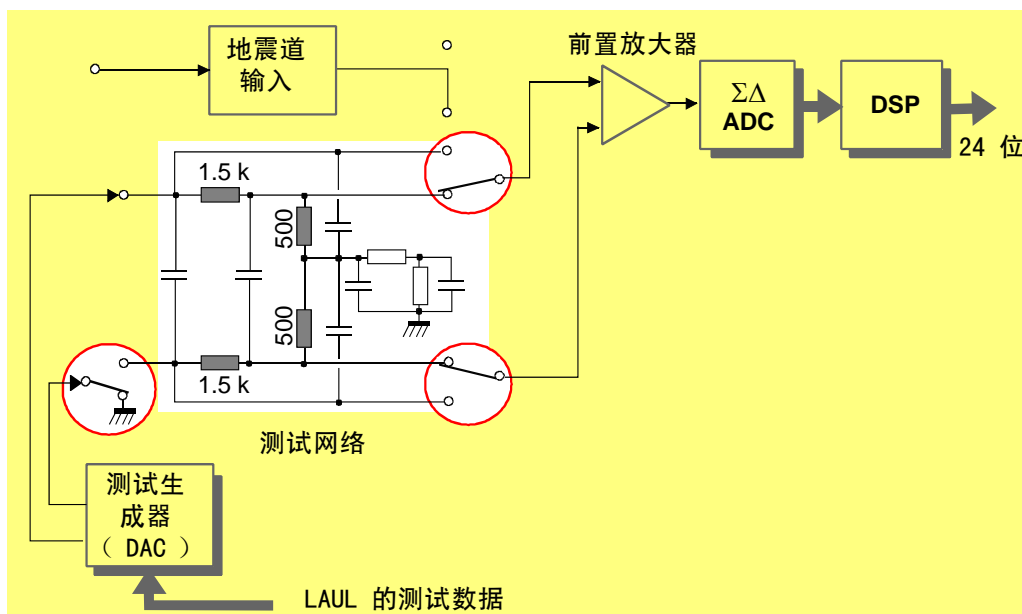 地震道
输入
前置放大器
ΣΔ
ADC
DSP
24 位
1.5 k
500
500
1.5 k
测试网络
测试生
成器
( DAC )
LAUL 的测试数据